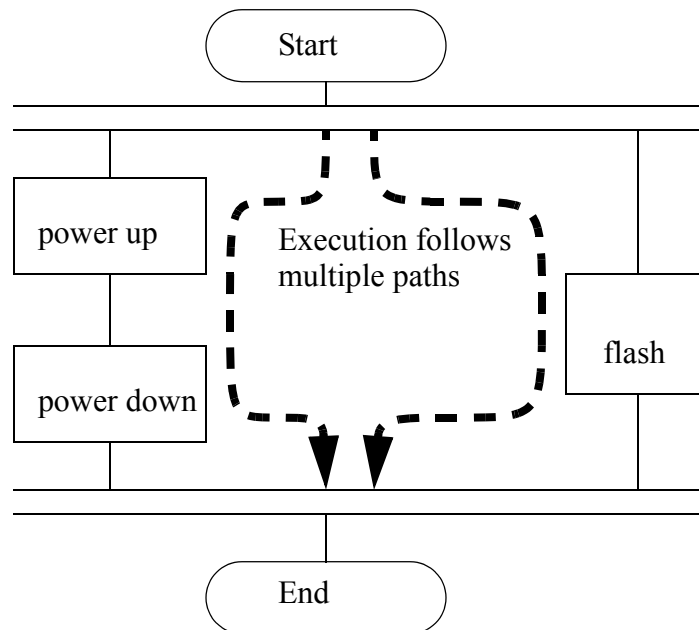 Start
power up
Execution follows
multiple paths
flash
power down
End